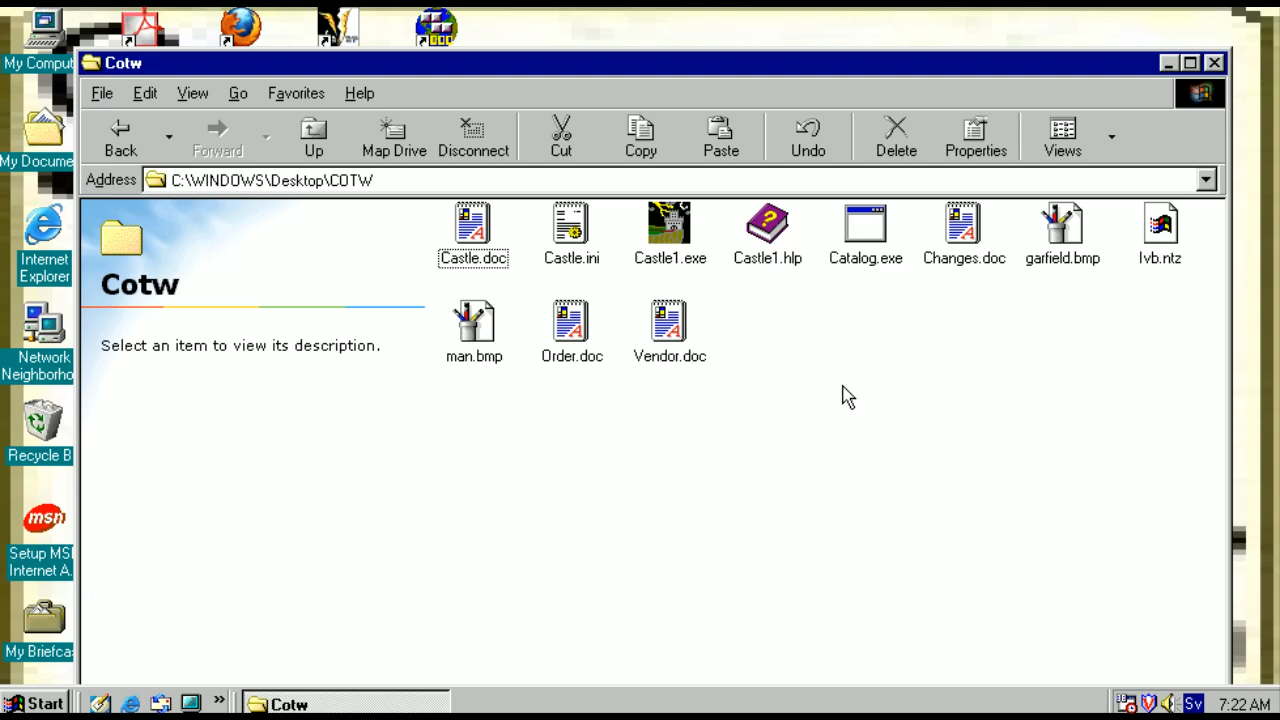 Cotw
File Edit View Go Favorites Help
Back Forward Up Map Drive Disconnect Cut Copy Paste Undo Delete Properties Views
Address C:\WINDOWS\Desktop\COTW
My Comput
My Docume
Internet
Explorer
Network
Neighborho
Recycle B
msn
Setup MS
Internet A.
My Briefca
Cotw
Select an item to view its description.
Castle.doc Castle.ini Castle1.exe Castle1.hlp Catalog.exe Changes.doc garfield.bmp lvb.ntz
man.bmp Order.doc Vendor.doc
Start Cotw Sv 7:22 AM